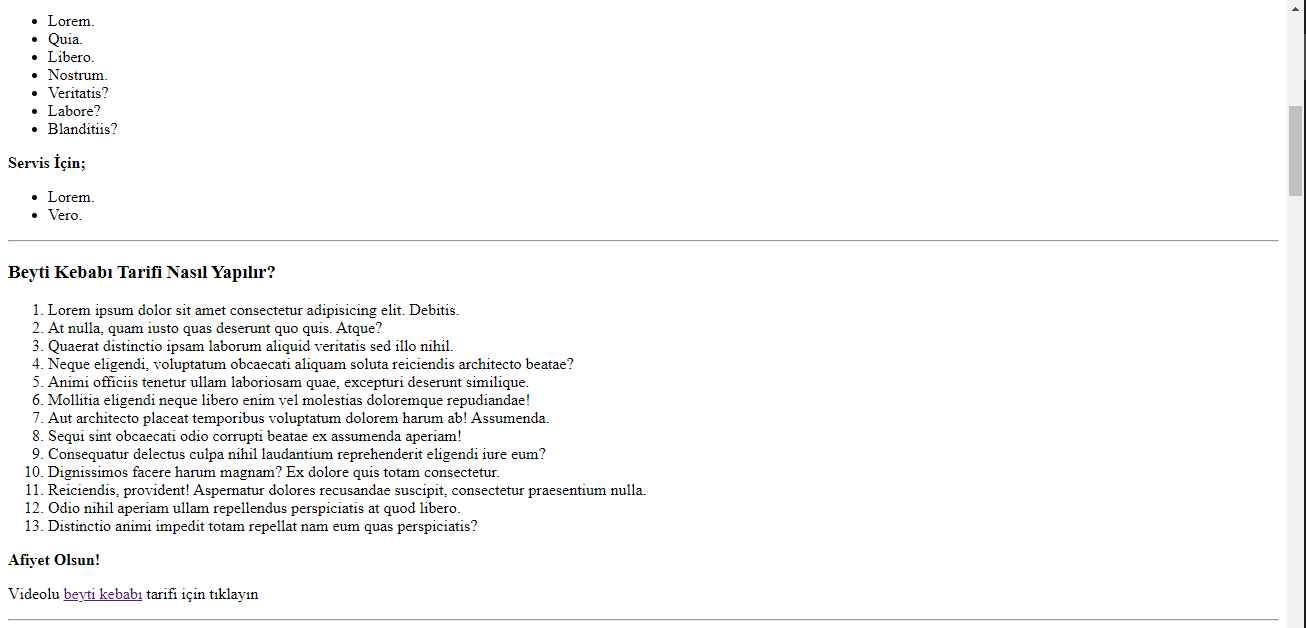 • Lorem.
• Quia.
• Libero.
• Nostrum.
• Veritatis?
• Labore?
• Blanditiis?
Servis İçin;
• Lorem.
• Vero.
Beyti Kebabı Tarifi Nasıl Yapılır?
1. Lorem ipsum dolor sit amet consectetur adipisicing elit. Debitis.
2. At nulla, quam iusto quas deserunt quo quis. Atque?
3. Quaerat distinctio ipsam laborum aliquid veritatis sed illo nihil.
4. Neque eligendi, voluptatum obcaecati aliquam soluta reiciendis architecto beatae?
5. Animi officiis tenetur ullam laboriosam quae, excepturi deserunt similique.
6. Mollitia eligendi neque libero enim vel molestias doloremque repudiandae!
7. Aut architecto placeat temporibus voluptatum dolorem harum ab! Assumenda.
8. Sequi sint obcaecati odio corrupti beatae ex assumenda aperiam!
9. Consequatur delectus culpa nihil laudantium reprehenderit eligendi iure eum?
10. Dignissimos facere harum magnam? Ex dolore quis totam consectetur.
11. Reiciendis, provident! Aspernatur dolores recusandae suscipit, consectetur praesentium nulla.
12. Odio nihil aperiam ullam repellendus perspiciatis at quod libero.
13. Distinctio animi impedit totam repellat nam eum quas perspiciatis?
Afiyet Olsun!
Videolu beyti kebabı tarifi için tıklayın